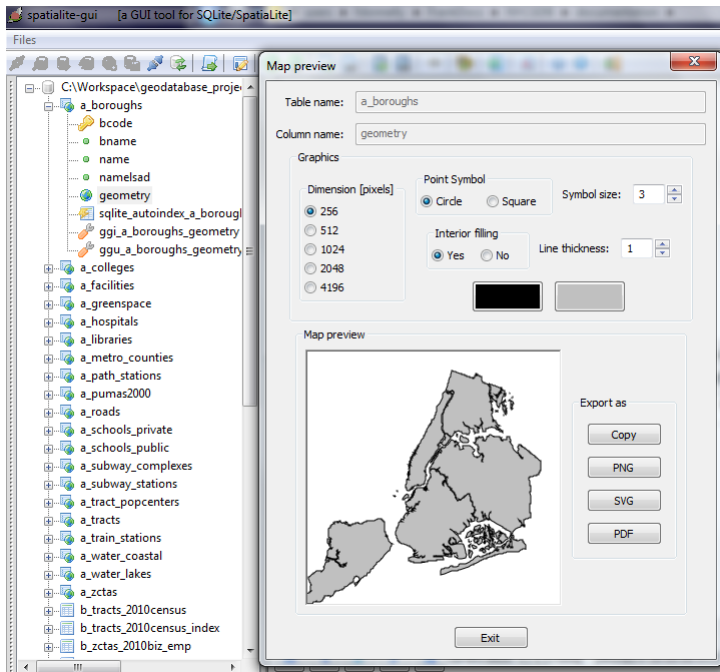 spatialite-gui [a GUI tool for SQLite/SpatiaLite]
Files
C:\Workspace\geodatabase_proje
a_boroughs
bcode
bname
name
namelsad
geometry
sqlite_autoindex_a_boroug
ggi_a_boroughs_geometry
ggu_a_boroughs_geometry
a_colleges
a_facilities
a_greenspace
a_hospitals
a_libraries
a_metro_counties
a_path_stations
a_pumas2000
a_roads
a_schools_private
a_schools_public
a_subway_complexes
a_subway_stations
a_tract_popcenters
a_tracts
a_train_stations
a_water_coastal
a_water_lakes
a_zctas
b_tracts_2010census
b_tracts_2010census_index
b_zctas_2010biz_emp
Map preview
Table name: a_boroughs
Column name: geometry
Graphics
Dimension [pixels]
256
512
1024
2048
4196
Point Symbol
Circle Square
Symbol size: 3
Interior filling
Yes No
Line thickness: 1
Map preview
Export as
Copy
PNG
SVG
PDF
Exit